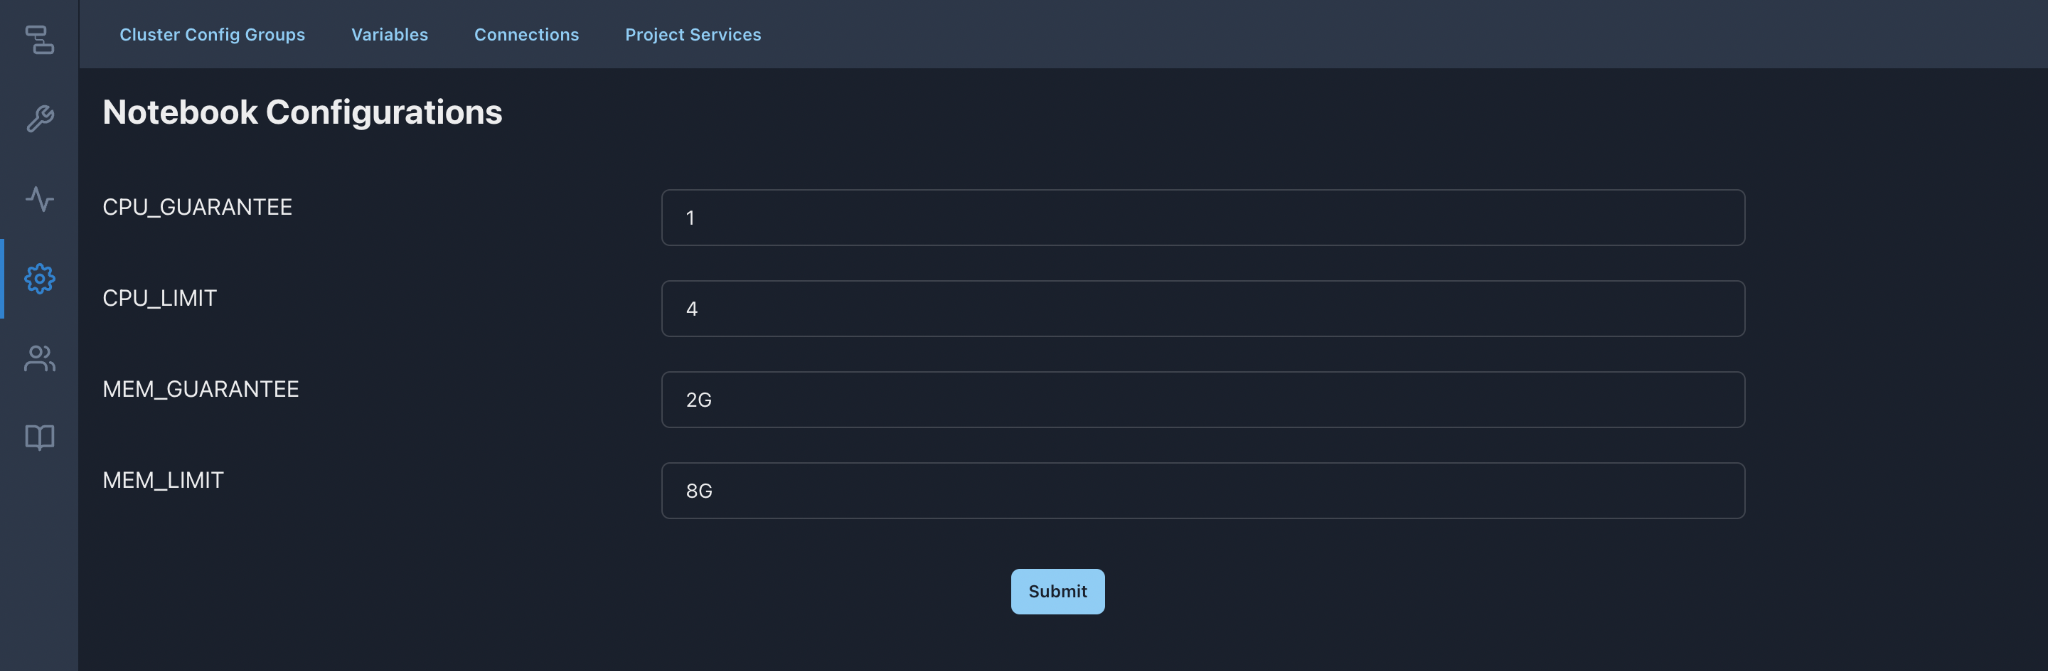 Cluster Config Groups Variables Connections Project Services
Notebook Configurations
CPU_GUARANTEE 1
CPU_LIMIT 4
MEM_GUARANTEE 2G
MEM_LIMIT 8G
Submit